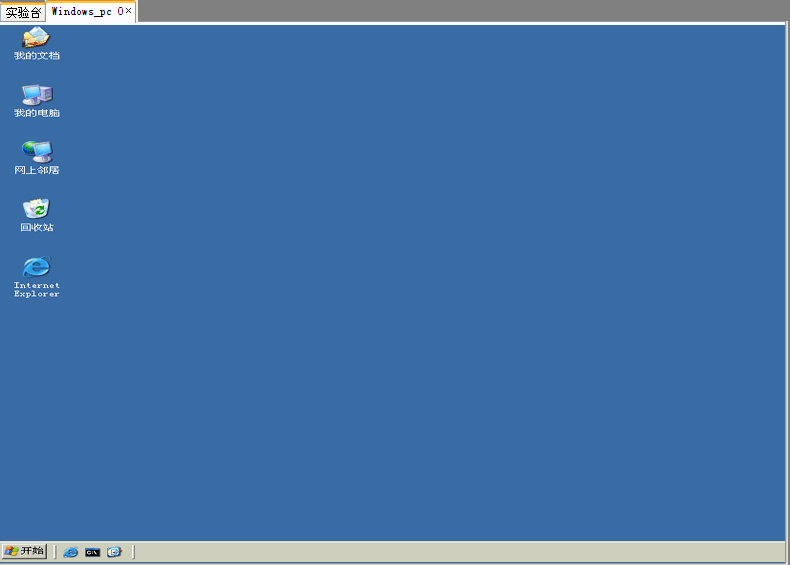 实验台
Windows_pc 0×
我的文档
我的电脑
网上邻居
回收站
Internet
Explorer
开始
C:\